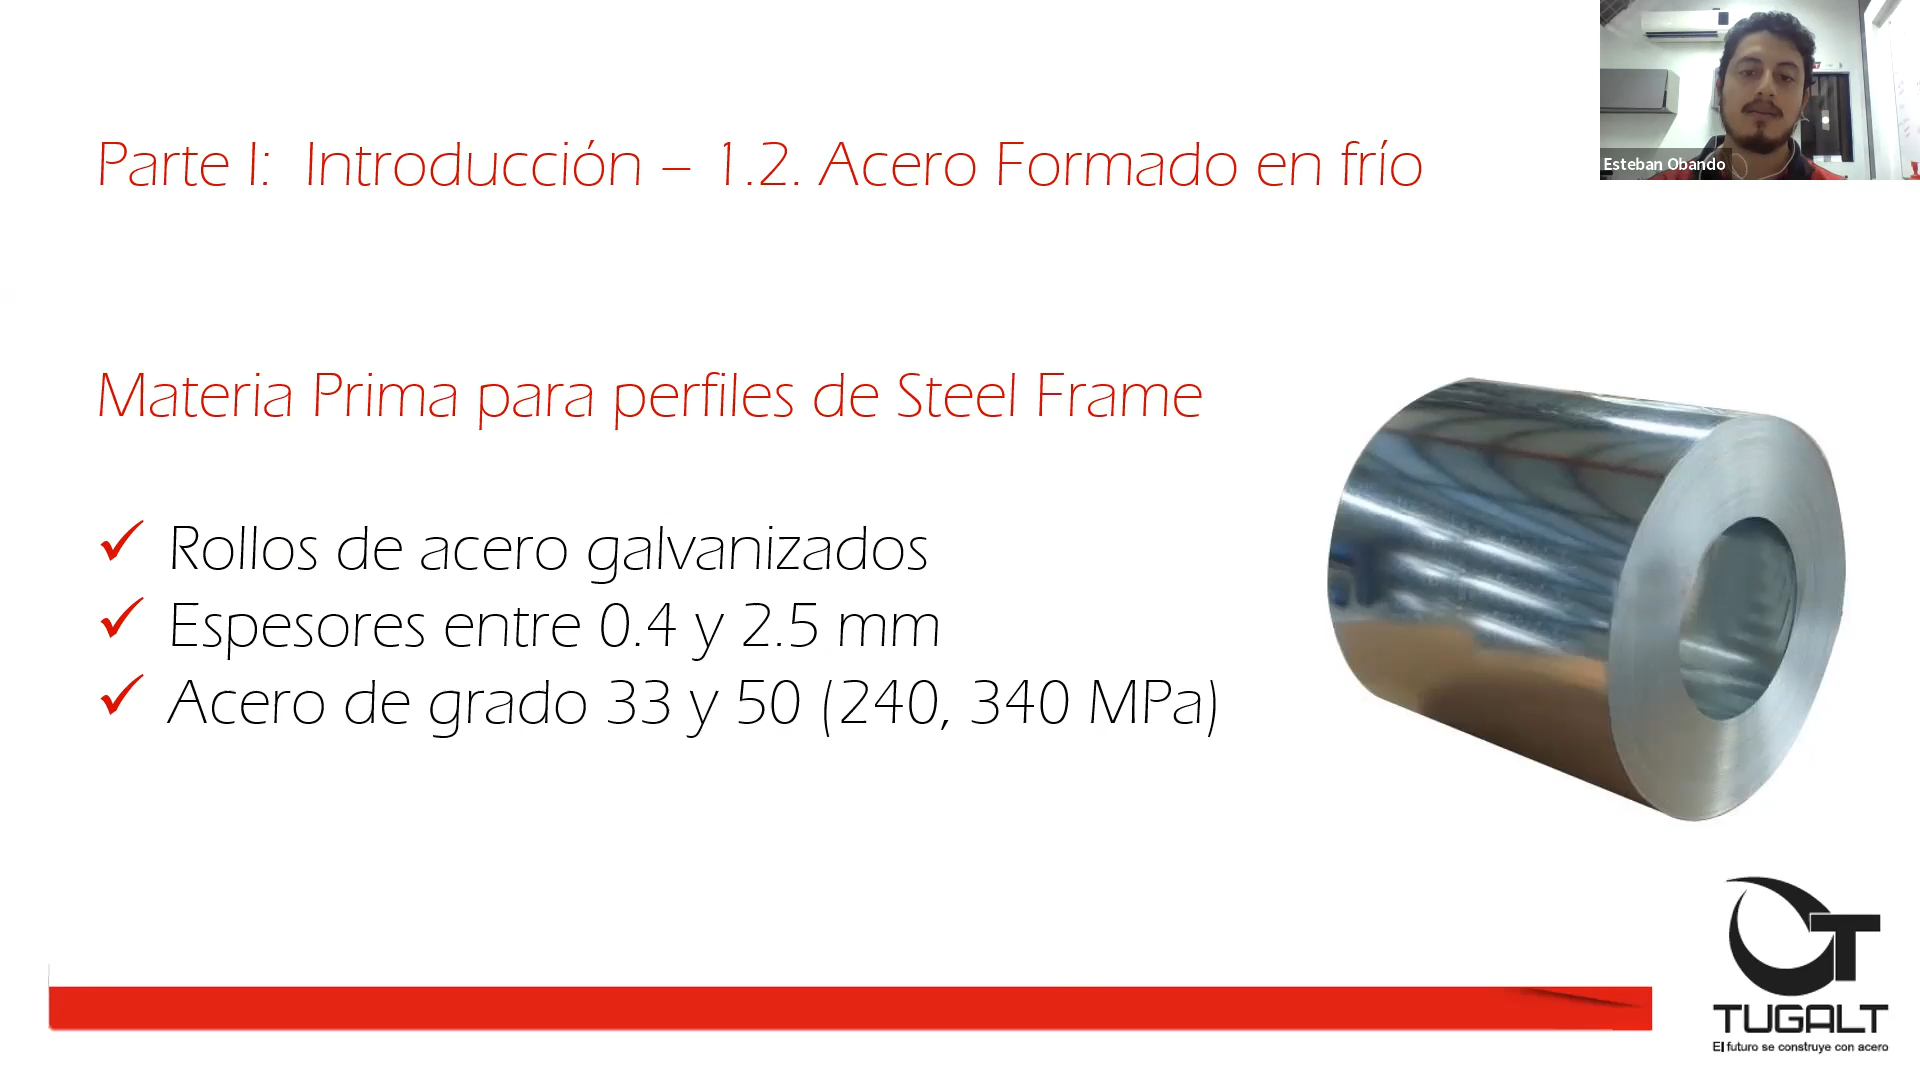 Parte I:  Introducción – 1.2. Acero Formado en frío
Esteban Obando
Materia Prima para perfiles de Steel Frame
✓ Rollos de acero galvanizados
✓ Espesores entre 0.4 y 2.5 mm
✓ Acero de grado 33 y 50 (240, 340 MPa)
TUGALT
El futuro se construye con acero